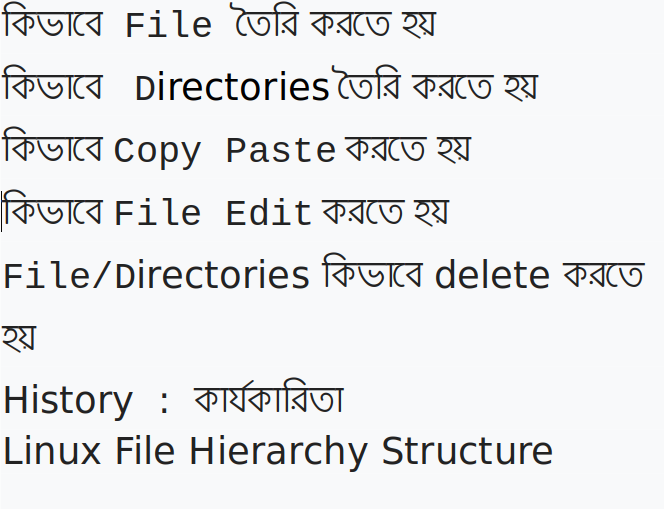 কিভাবে File তৈরি করতে হয়
কিভাবে Directories তৈরি করতে হয়
কিভাবে Copy Paste করতে হয়
কিভাবে File Edit করতে হয়
File/Directories কিভাবে delete করতে
হয়
History : কার্যকারিতা
Linux File Hierarchy Structure